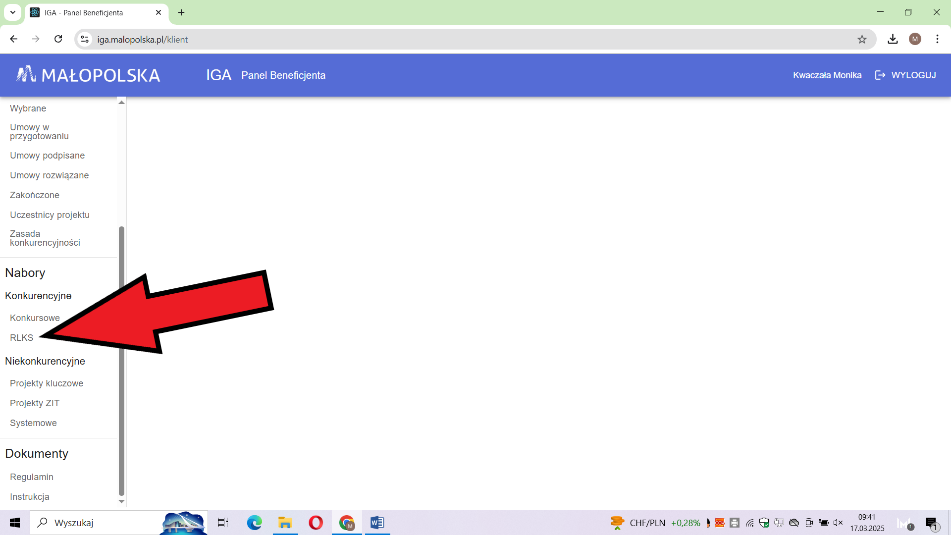 IGA - Panel Beneficjenta
iga.malopolska.pl/klient
M
MAŁOPOLSKA
IGA Panel Beneficjenta
Kwaczała Monika
WYLOGUJ
Wybrane
Umowy w
przygotowaniu
Umowy podpisane
Umowy rozwiązane
Zakończone
Uczestnicy projektu
Zasada
konkurencyjności
Nabory
Konkurencyjne
Konkursowe
RLKS
Niekonkurencyjne
Projekty kluczowe
Projekty ZIT
Systemowe
Dokumenty
Regulamin
Instrukcja
Wyszukaj
CHF/PLN +0,28%
09:41
17.03.2025
1